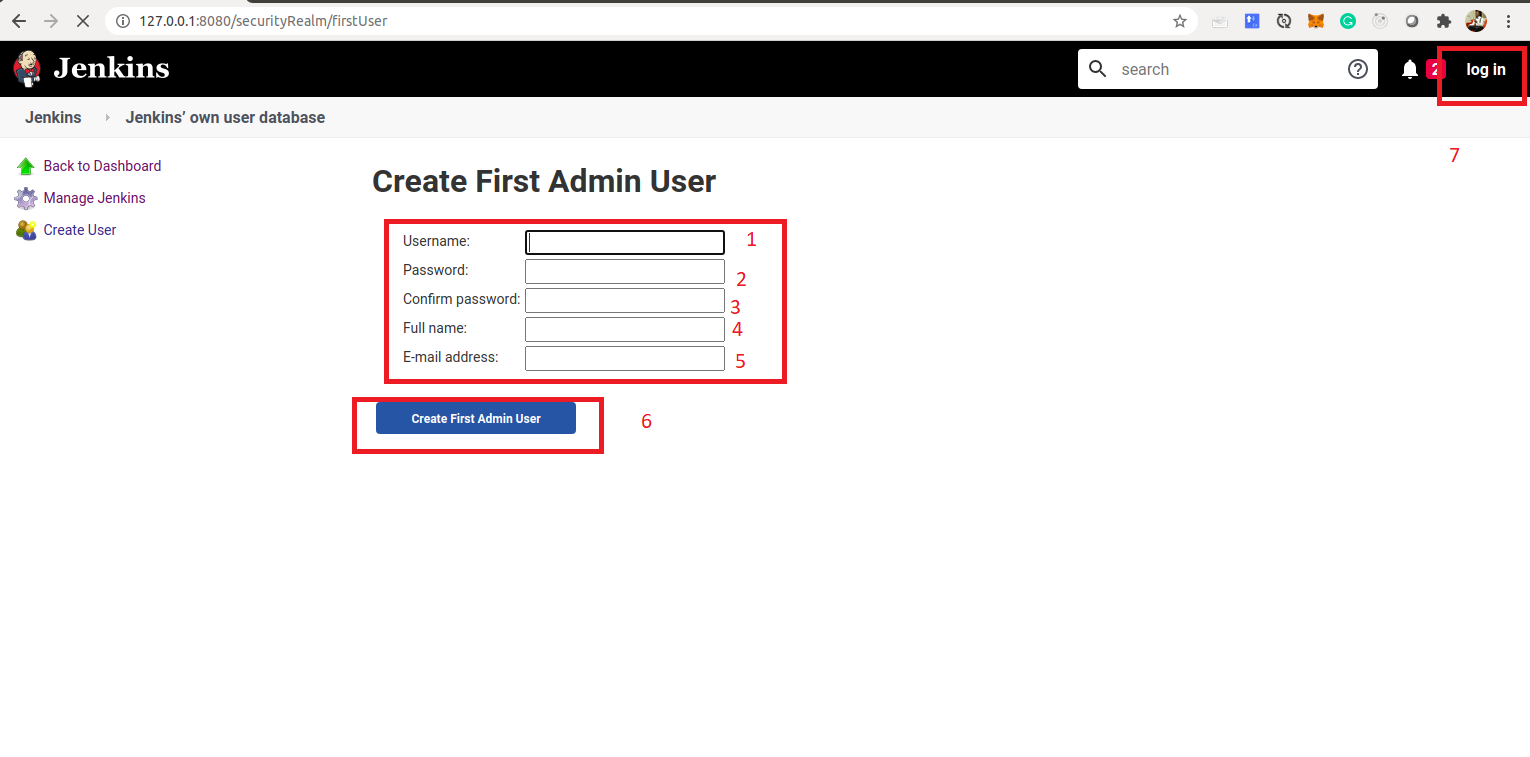 127.0.0.1:8080/securityRealm/firstUser
Jenkins
search
2
log in
Jenkins
Jenkins’ own user database
7
Back to Dashboard
Manage Jenkins
Create User
Create First Admin User
Username: 1
Password: 2
Confirm password: 3
Full name: 4
E-mail address: 5
Create First Admin User 6